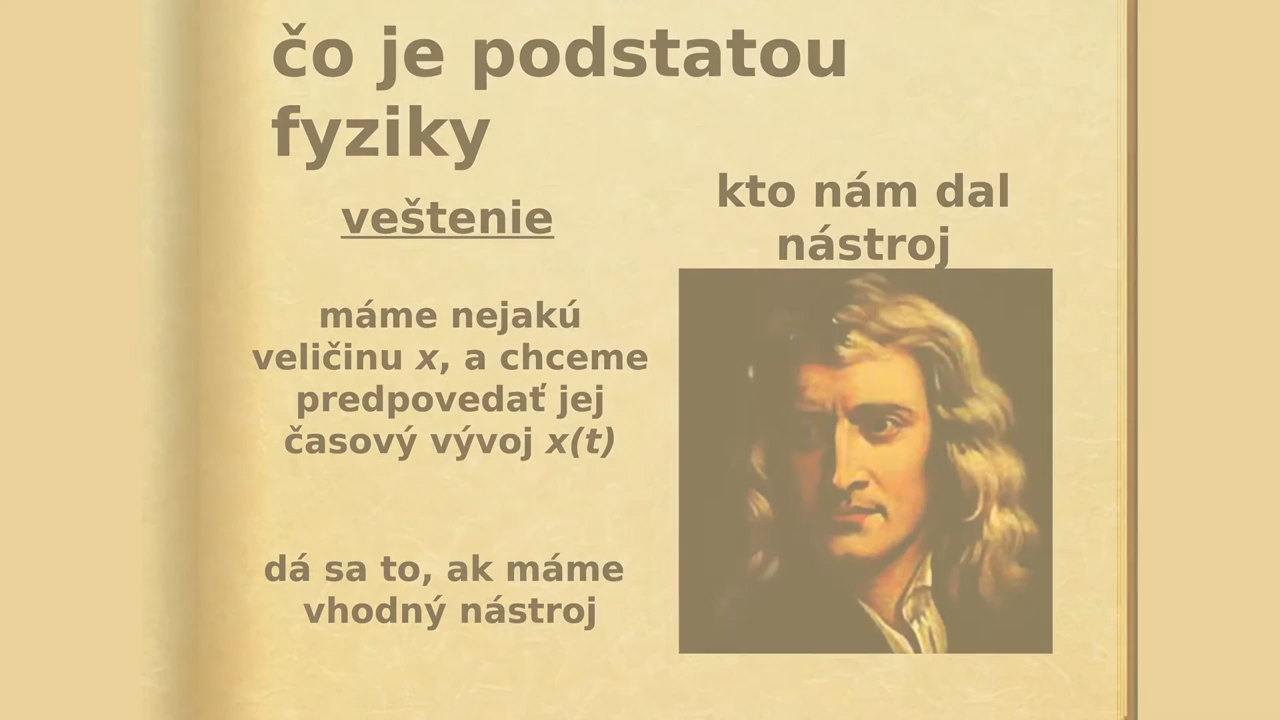 čo je podstatou
fyziky
veštenie
máme nejakú
veličinu x, a chceme
predpovedať jej
časový vývoj x(t)
dá sa to, ak máme
vhodný nástroj
kto nám dal
nástroj